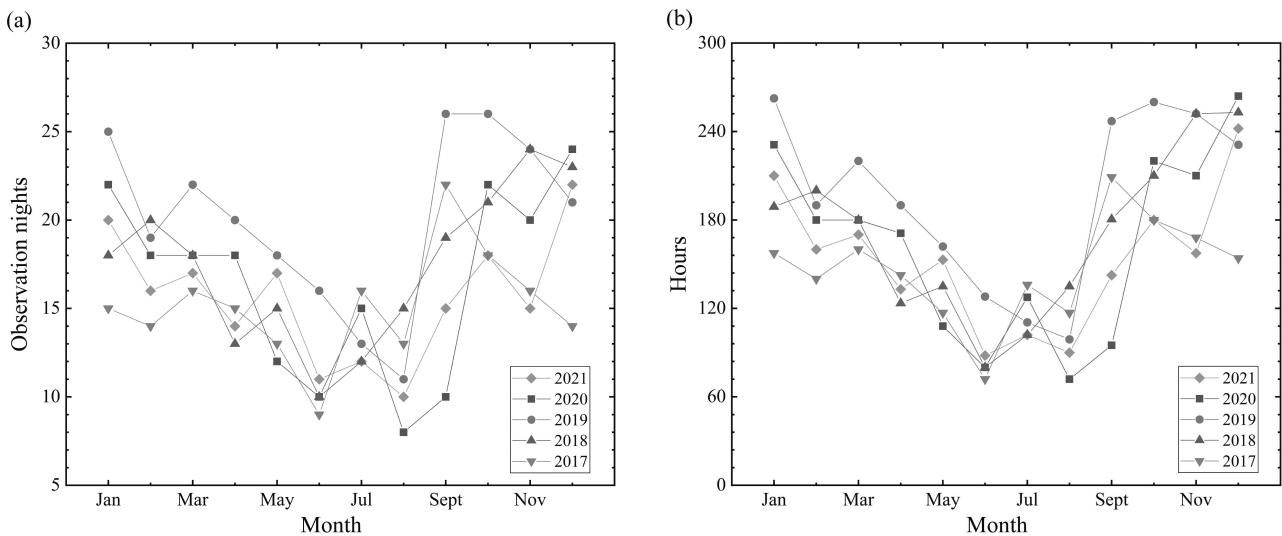 (a)
30
25
20
15
10
5
Observation nights
Jan Mar May Jul Sept Nov
Month
2021
2020
2019
2018
2017
(b)
300
240
180
120
60
0
Hours
Jan Mar May Jul Sept Nov
Month
2021
2020
2019
2018
2017